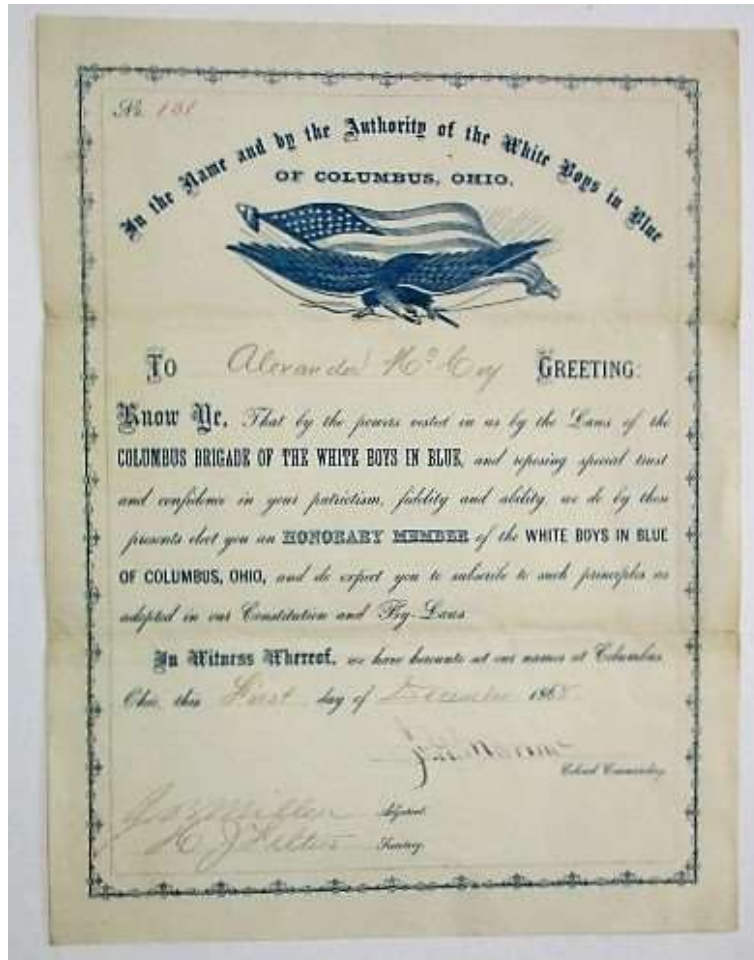 No. 101
In the Name and by the Authority of the White Boys in Blue
OF COLUMBUS, OHIO.
TO Alexander McCoy GREETING:
Know Ye, That by the powers vested in us by the Laws of the
COLUMBUS BRIGADE OF THE WHITE BOYS IN BLUE, and reposing special trust
and confidence in your patriotism, fidelity and ability, we do by these
presents elect you an HONORARY MEMBER of the WHITE BOYS IN BLUE
OF COLUMBUS, OHIO, and do expect you to subscribe to such principles as
adopted in our Constitution and By-Laws
In Witness Whereof, we have hereunto set our names at Columbus
Ohio, this First day of December 1868
Colonel Commanding.
Miller Adjutant.
H. J. Secretary.